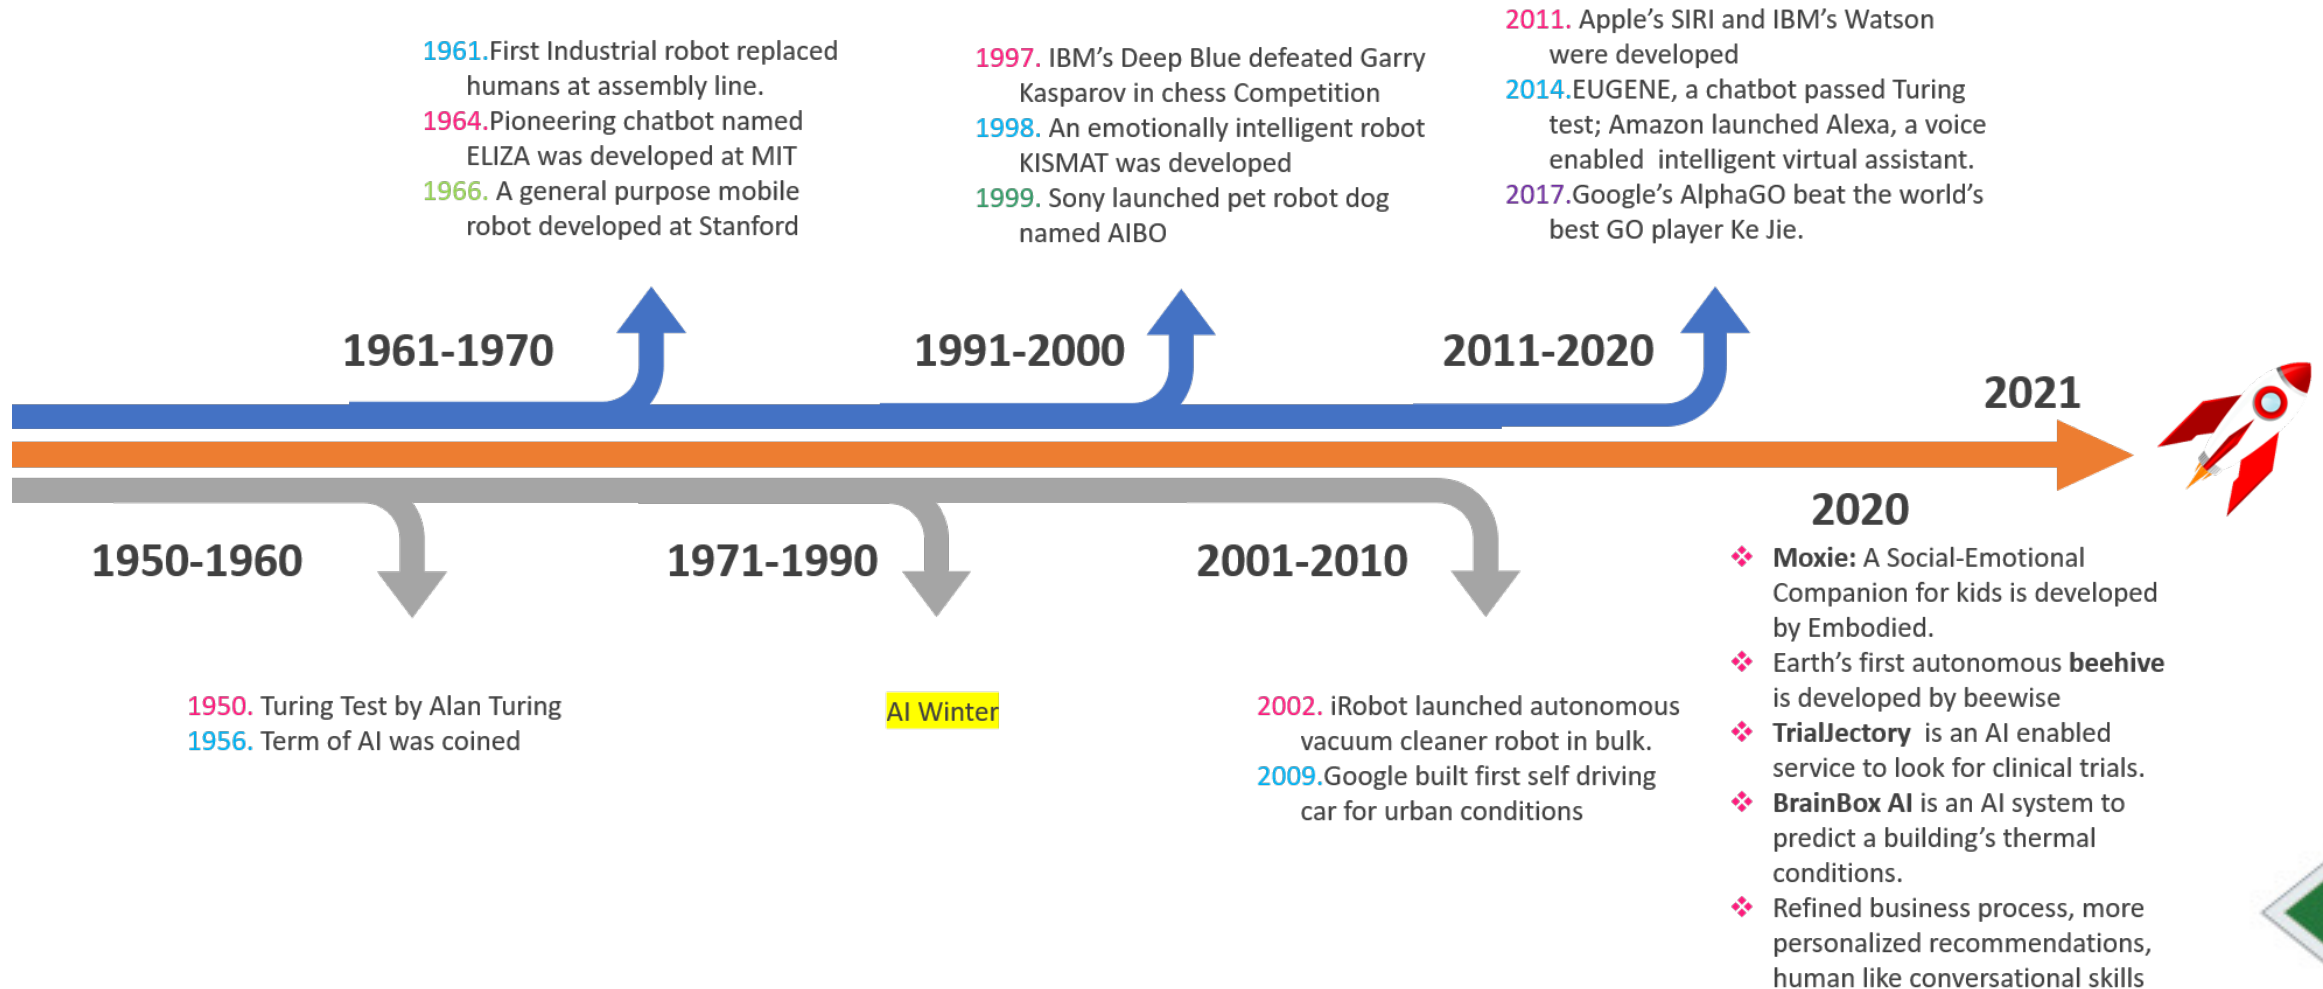 1961.First Industrial robot replaced
humans at assembly line.
1964.Pioneering chatbot named
ELIZA was developed at MIT
1966. A general purpose mobile
robot developed at Stanford
1997. IBM’s Deep Blue defeated Garry
Kasparov in chess Competition
1998. An emotionally intelligent robot
KISMAT was developed
1999. Sony launched pet robot dog
named AIBO
2011. Apple’s SIRI and IBM’s Watson
were developed
2014.EUGENE, a chatbot passed Turing
test; Amazon launched Alexa, a voice
enabled intelligent virtual assistant.
2017.Google’s AlphaGO beat the world’s
best GO player Ke Jie.
1961-1970
1991-2000
2011-2020
2021
1950-1960
1971-1990
2001-2010
2020
1950. Turing Test by Alan Turing
1956. Term of AI was coined
AI Winter
2002. iRobot launched autonomous
vacuum cleaner robot in bulk.
2009.Google built first self driving
car for urban conditions
Moxie: A Social-Emotional
Companion for kids is developed
by Embodied.
Earth’s first autonomous beehive
is developed by beewise
TrialJectory is an AI enabled
service to look for clinical trials.
BrainBox AI is an AI system to
predict a building’s thermal
conditions.
Refined business process, more
personalized recommendations,
human like conversational skills